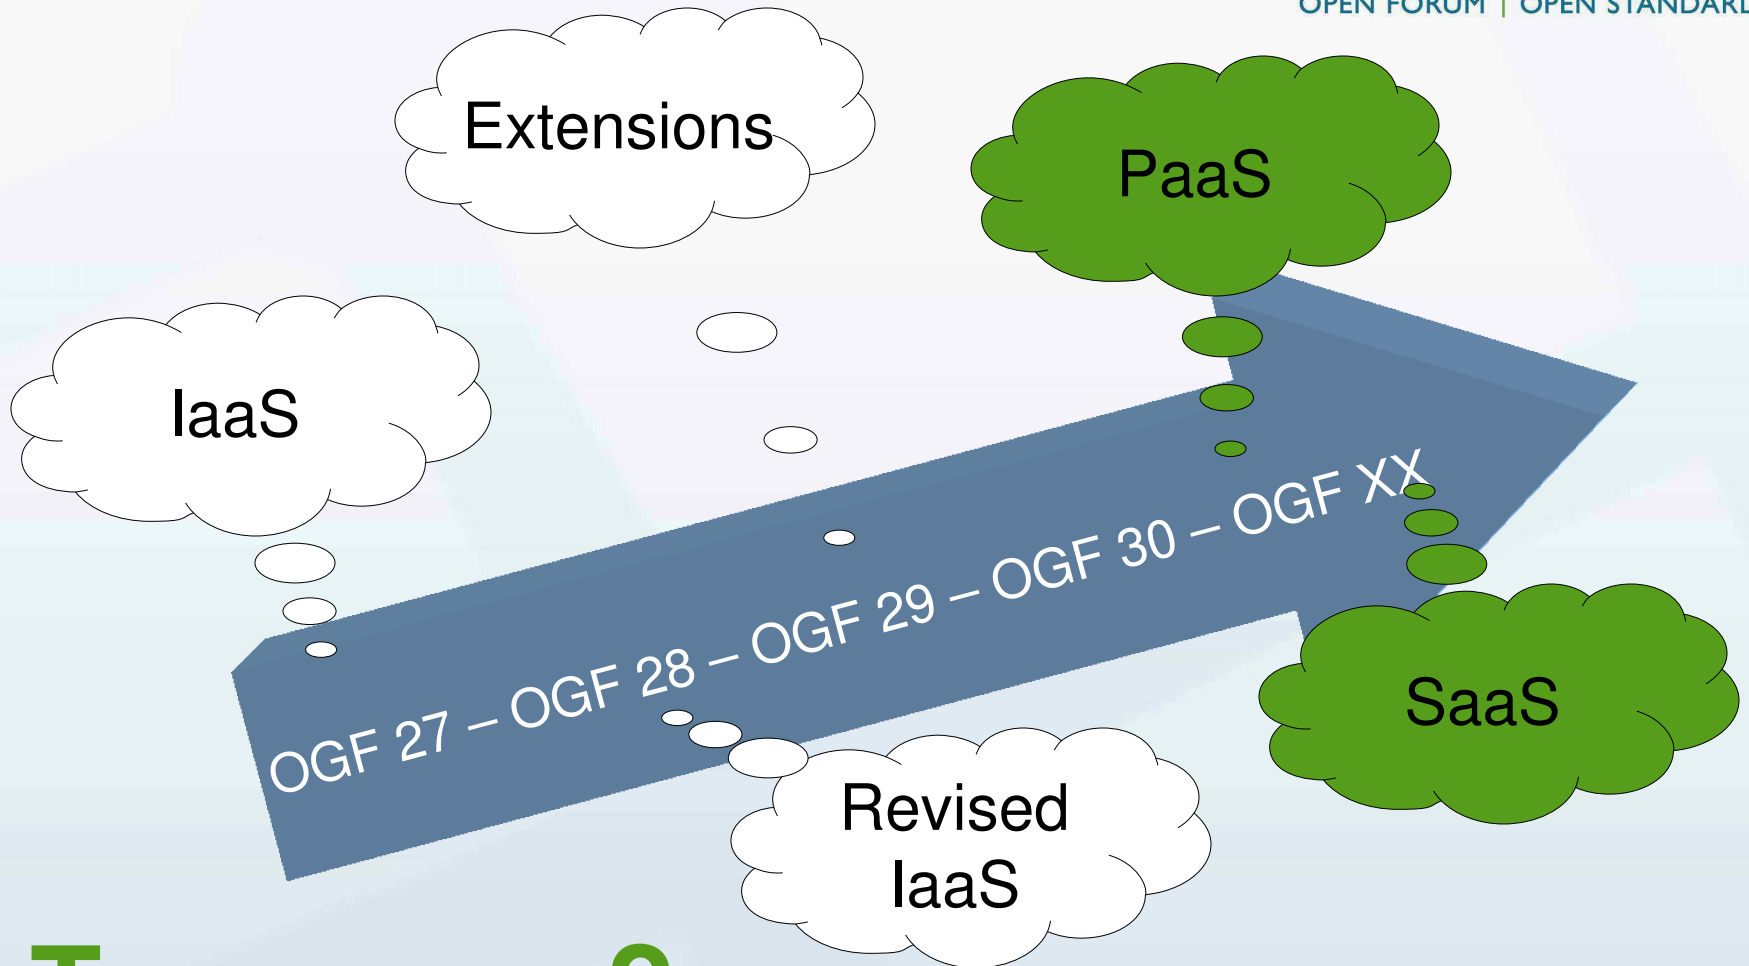 OPEN FORUM | OPEN STANDARD
Extensions
PaaS
IaaS
OGF 27 – OGF 28 – OGF 29 – OGF 30 – OGF XX
SaaS
Revised
IaaS